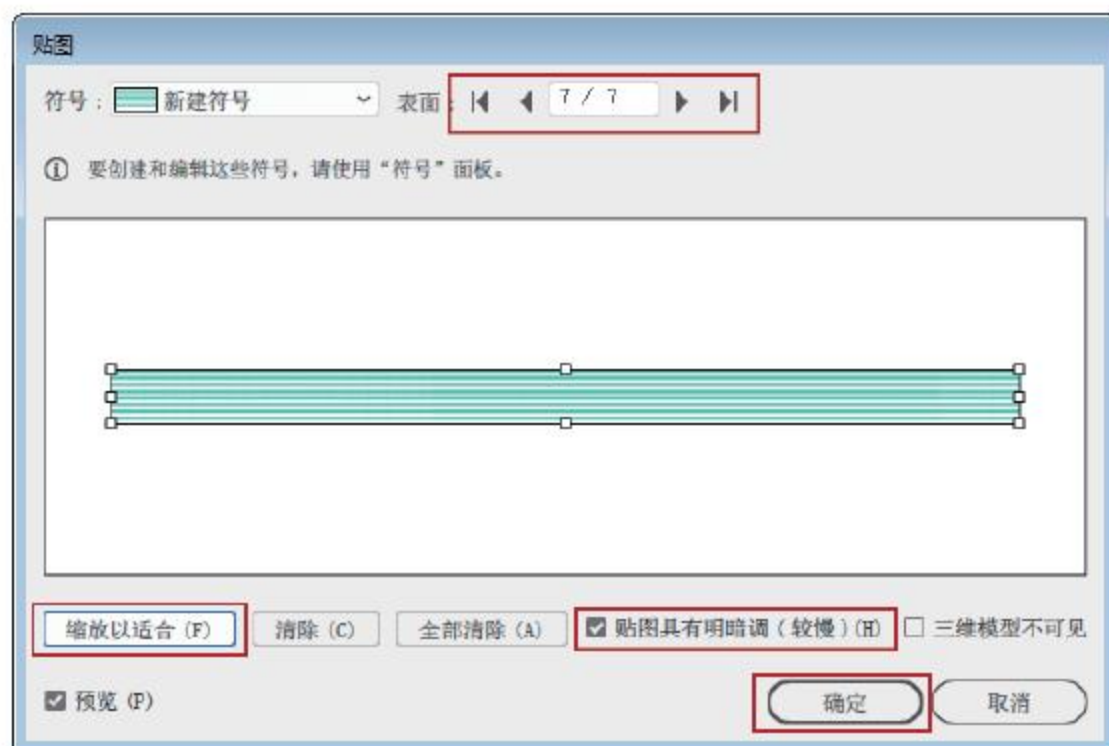 贴图
符号：新建符号 表面： 7 / 7
要创建和编辑这些符号，请使用“符号”面板。
缩放以适合 (F) 清除 (C) 全部清除 (A) 贴图具有明暗调（较慢）(H) 三维模型不可见
预览 (P) 确定 取消